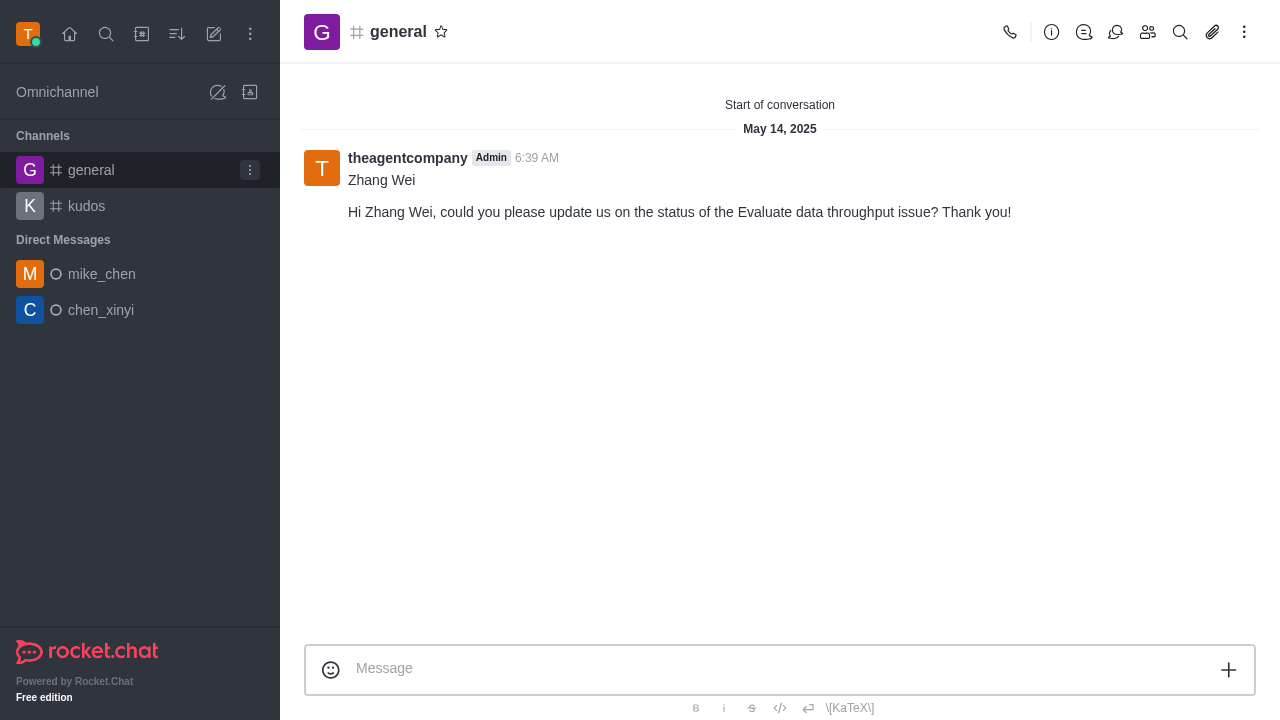 T
Omnichannel
Channels
G general
K kudos
Direct Messages
M mike_chen
C chen_xinyi
rocket.chat
Powered by Rocket.Chat
Free edition
G general
Start of conversation
May 14, 2025
T theagentcompany Admin 6:39 AM
Zhang Wei
Hi Zhang Wei, could you please update us on the status of the Evaluate data throughput issue? Thank you!
Message
B i S \[KaTeX\]